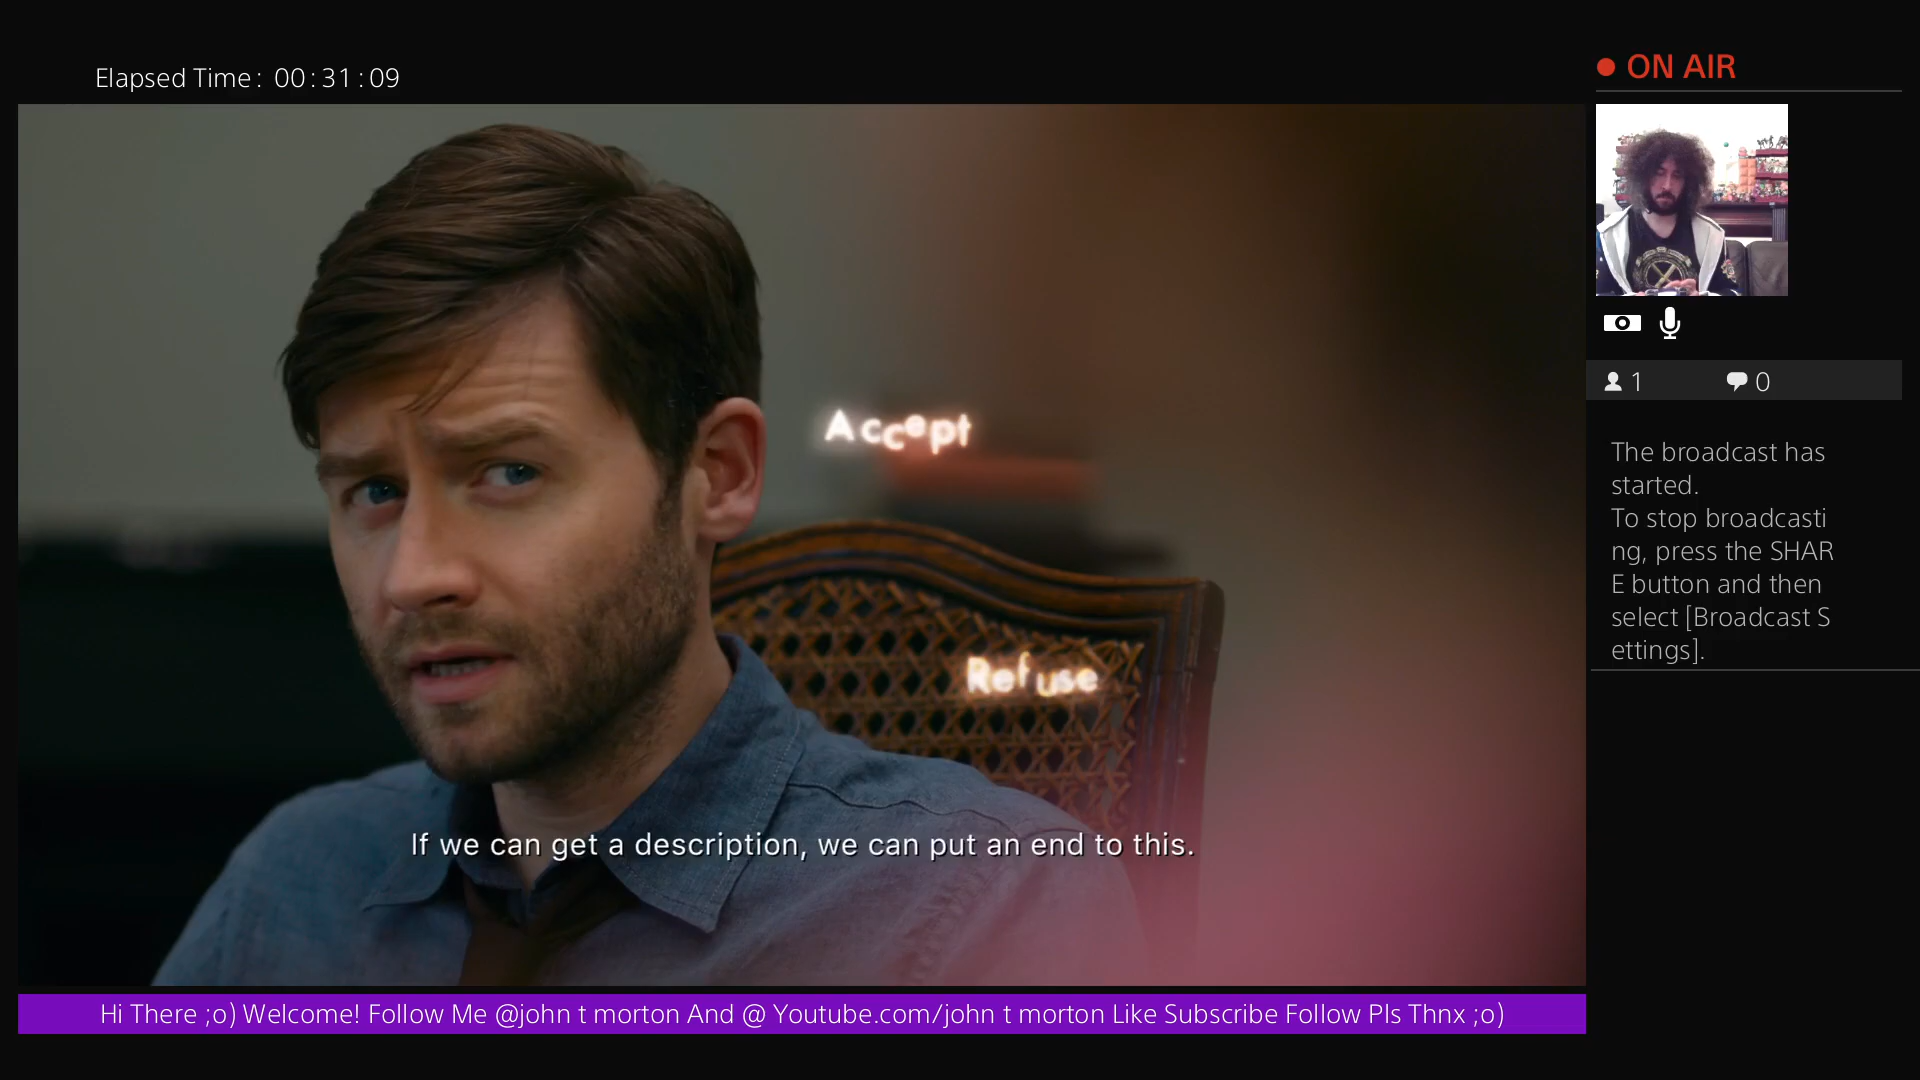 Elapsed Time: 00:31:09
ON AIR
1 0
The broadcast has
started.
To stop broadcasti
ng, press the SHAR
E button and then
select [Broadcast S
ettings].
Accept
Refuse
If we can get a description, we can put an end to this.
Hi There ;o) Welcome! Follow Me @john t morton And @ Youtube.com/john t morton Like Subscribe Follow Pls Thnx ;o)